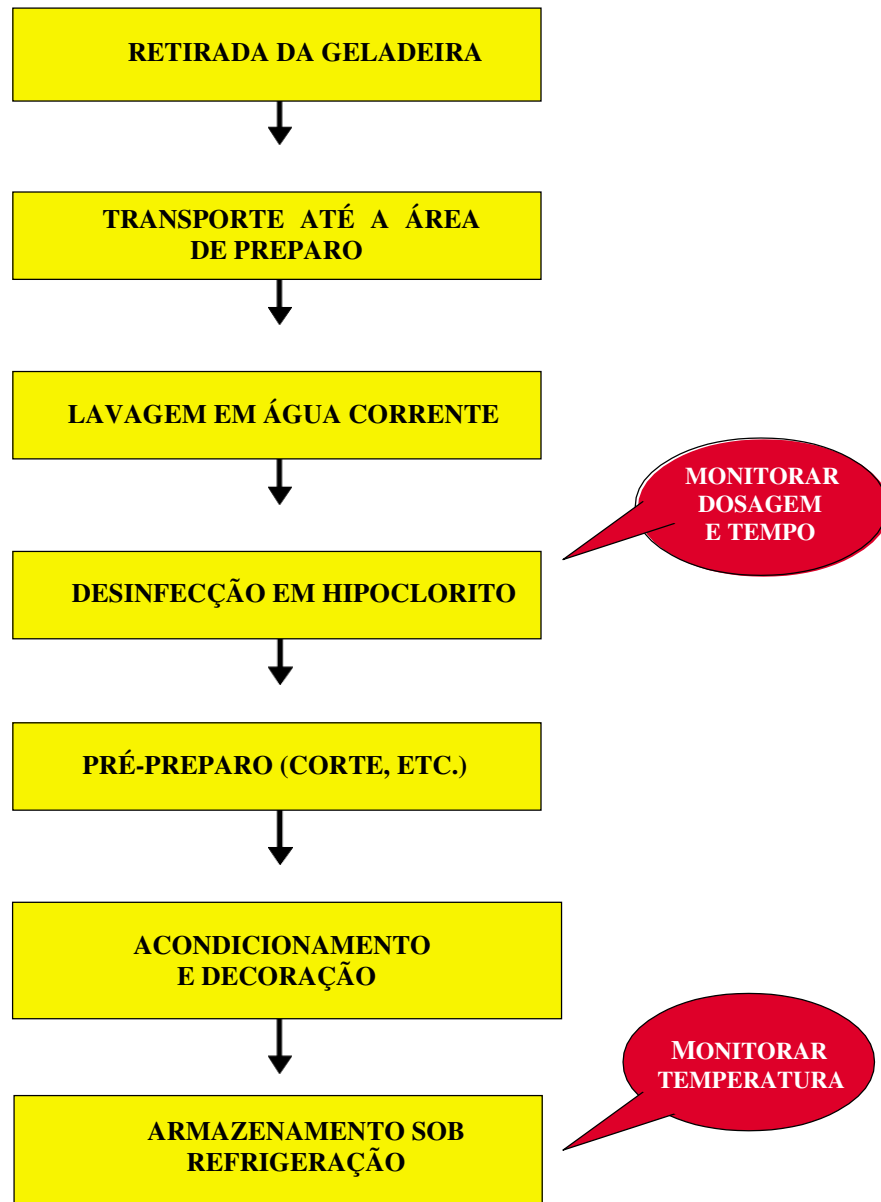 RETIRADA DA GELADEIRA
TRANSPORTE ATÉ A ÁREA
DE PREPARO
LAVAGEM EM ÁGUA CORRENTE
MONITORAR
DOSAGEM
E TEMPO
DESINFECÇÃO EM HIPOCLORITO
PRÉ-PREPARO (CORTE, ETC.)
ACONDICIONAMENTO
E DECORAÇÃO
MONITORAR
TEMPERATURA
ARMAZENAMENTO SOB
REFRIGERAÇÃO